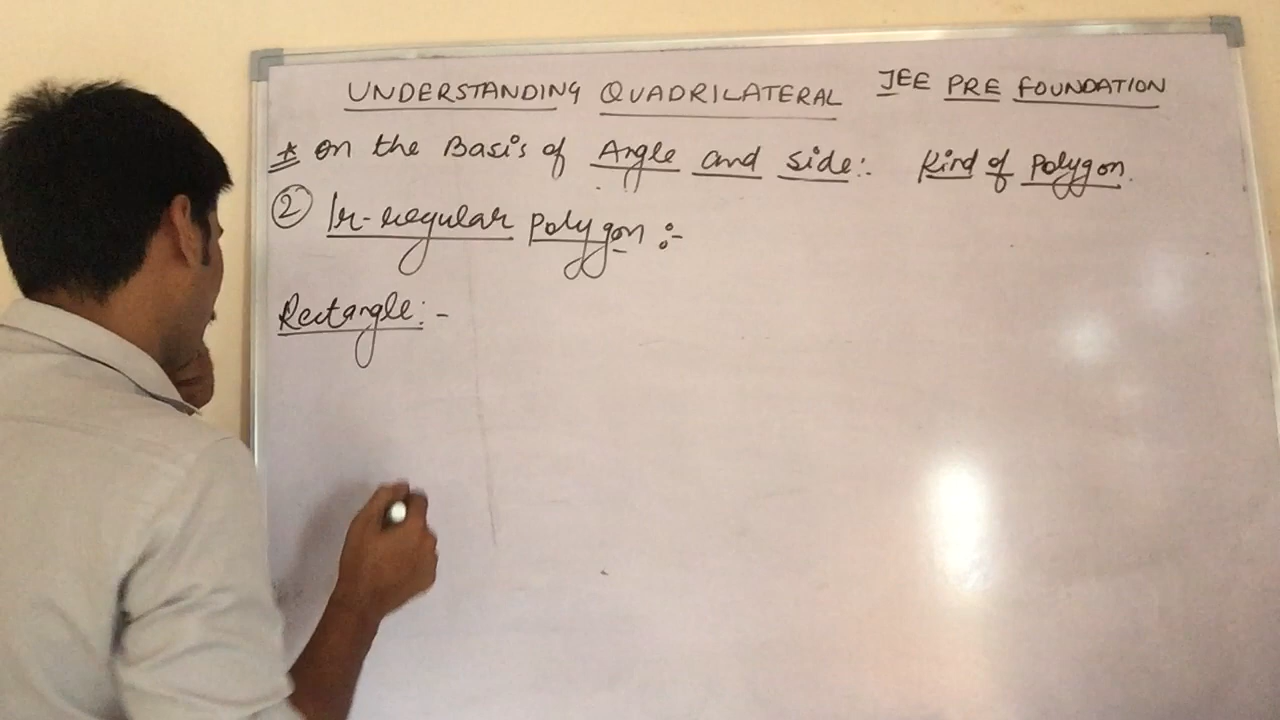 UNDERSTANDING QUADRILATERAL JEE PRE FOUNDATION
* On the Basis of Angle and side:- Kind of Polygon.
② Ir-regular Polygon :-
Rectangle:-